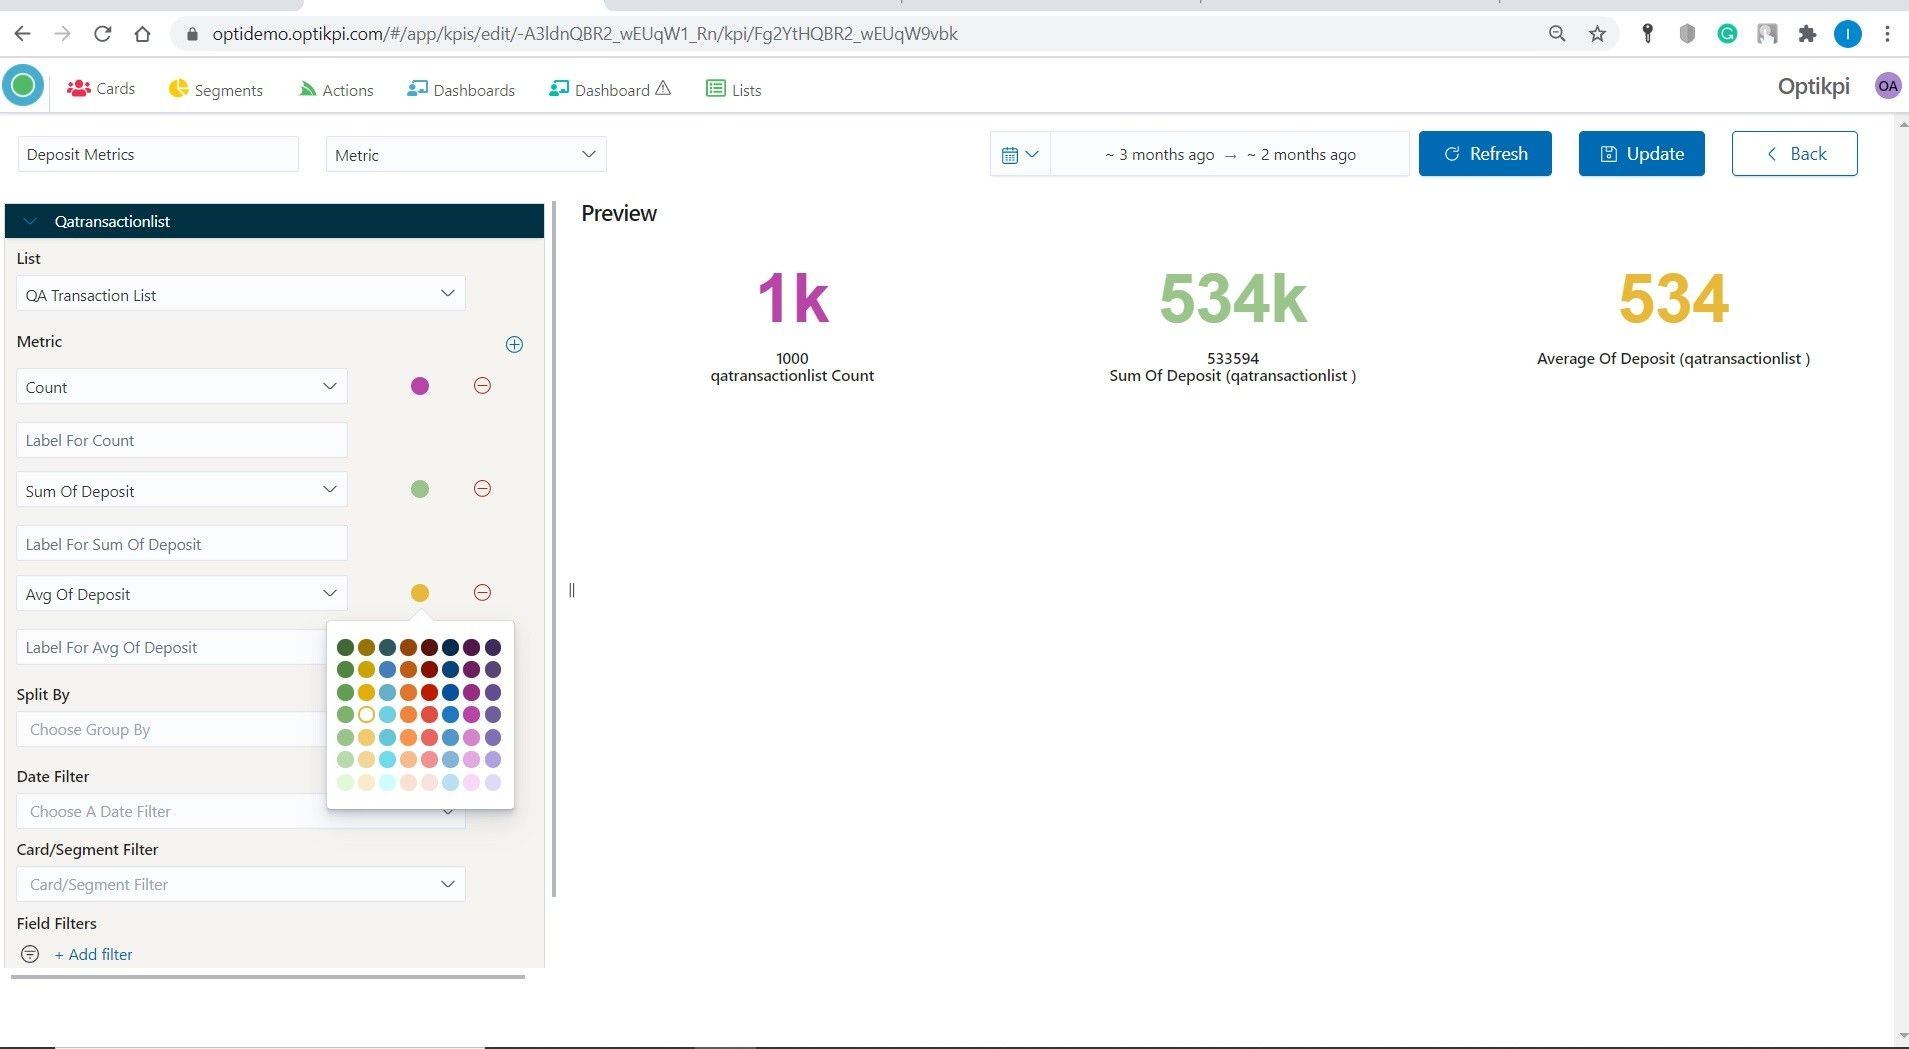 optidemo.optikpi.com/#/app/kpis/edit/-A3ldnQBR2_wEUqW1_Rn/kpi/Fg2YtHQBR2_wEUqW9vbk
I
Cards
Segments
Actions
Dashboards
Dashboard
Lists
Optikpi
OA
Deposit Metrics
Metric
~ 3 months ago → ~ 2 months ago
Refresh
Update
Back
Qatransactionlist
List
QA Transaction List
Metric
Count
Label For Count
Sum Of Deposit
Label For Sum Of Deposit
Avg Of Deposit
Label For Avg Of Deposit
Split By
Choose Group By
Date Filter
Choose A Date Filter
Card/Segment Filter
Card/Segment Filter
Field Filters
+ Add filter
Preview
1k
1000
qatransactionlist Count
534k
533594
Sum Of Deposit (qatransactionlist )
534
Average Of Deposit (qatransactionlist )